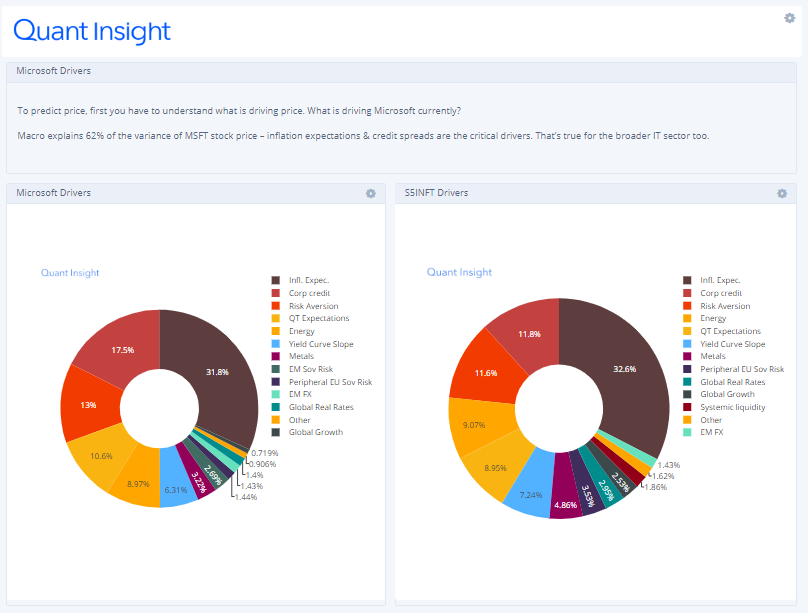 Quant Insight
Microsoft Drivers
To predict price, first you have to understand what is driving price. What is driving Microsoft currently?
Macro explains 62% of the variance of MSFT stock price – inflation expectations & credit spreads are the critical drivers. That's true for the broader IT sector too.
Microsoft Drivers
Quant Insight
Infl. Expec.
Corp credit
Risk Aversion
QT Expectations
Energy
Yield Curve Slope
Metals
EM Sov Risk
Peripheral EU Sov Risk
EM FX
Global Real Rates
Other
Global Growth
31.8%
17.5%
13%
10.6%
8.97%
6.31%
3.22%
2.69%
1.44%
1.43%
1.4%
0.906%
0.719%
S5INFT Drivers
Quant Insight
Infl. Expec.
Corp credit
Risk Aversion
Energy
QT Expectations
Yield Curve Slope
Metals
Peripheral EU Sov Risk
Global Real Rates
Global Growth
Systemic liquidity
Other
EM FX
32.6%
11.8%
11.6%
9.07%
8.95%
7.24%
4.86%
3.53%
2.95%
2.53%
1.86%
1.62%
1.43%